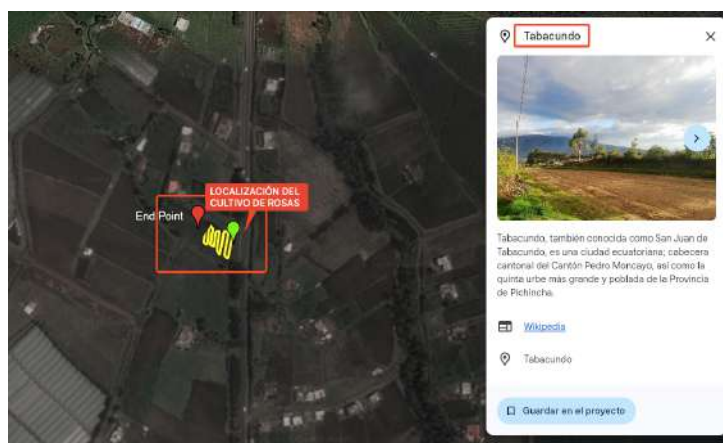 Tabacundo
LOCALIZACIÓN DEL
CULTIVO DE ROSAS
End Point
Tabacundo, también conocida como San Juan de
Tabacundo, es una ciudad ecuatoriana; cabecera
cantonal del Cantón Pedro Moncayo, así como la
quinta urbe más grande y poblada de la Provincia
de Pichincha.
Wikipedia
Tabacundo
Guardar en el proyecto